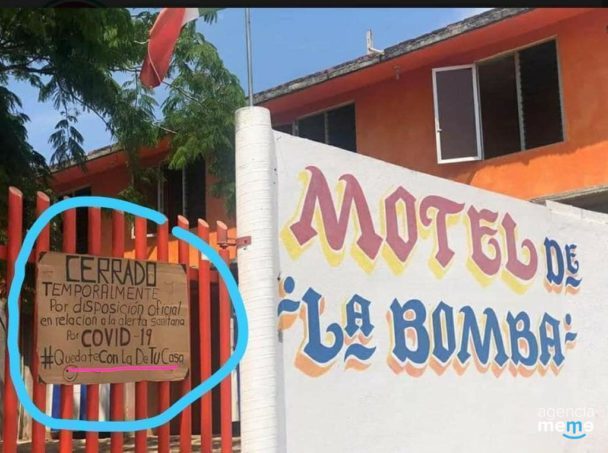 CERRADO
TEMPORALMENTE
Por disposición oficial
en relación a la alerta sanitaria
Por COVID-19
#QuédateConLaDeTuCasa
MOTEL DE
LA BOMBA
agencia
meme